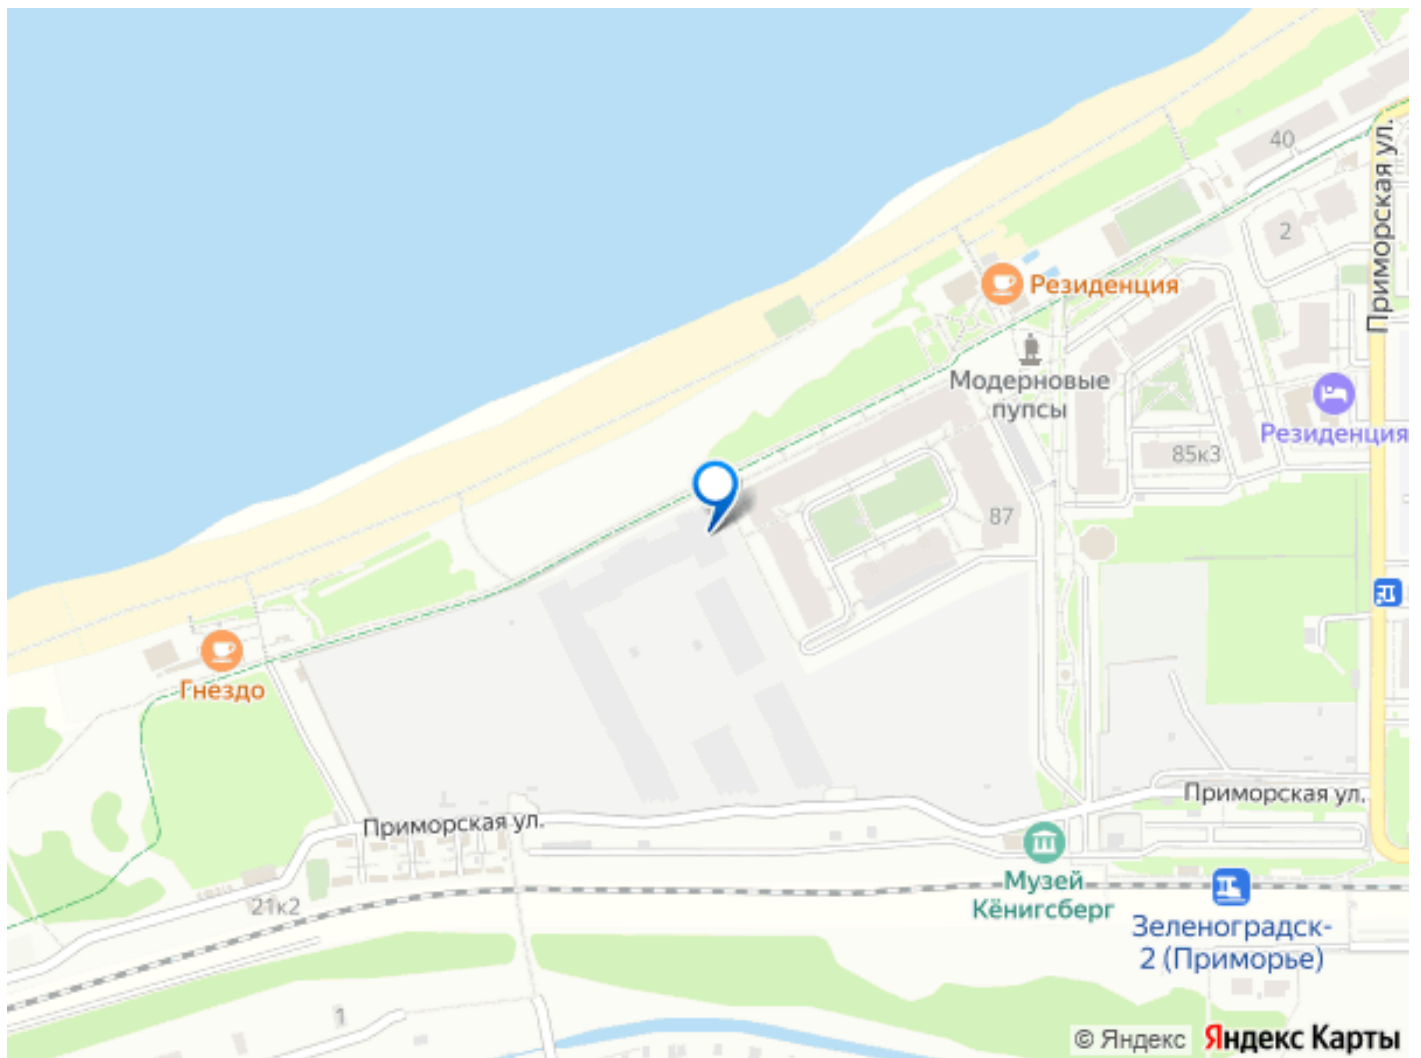 40
Приморская ул.
2
Резиденция
Модерновые
пупсы
Резиденция
85к3
87
Гнездо
Приморская ул.
Приморская ул.
Музей
Кёнигсберг
21к2
Зеленоградск-
2 (Приморье)
1
© Яндекс Яндекс Карты